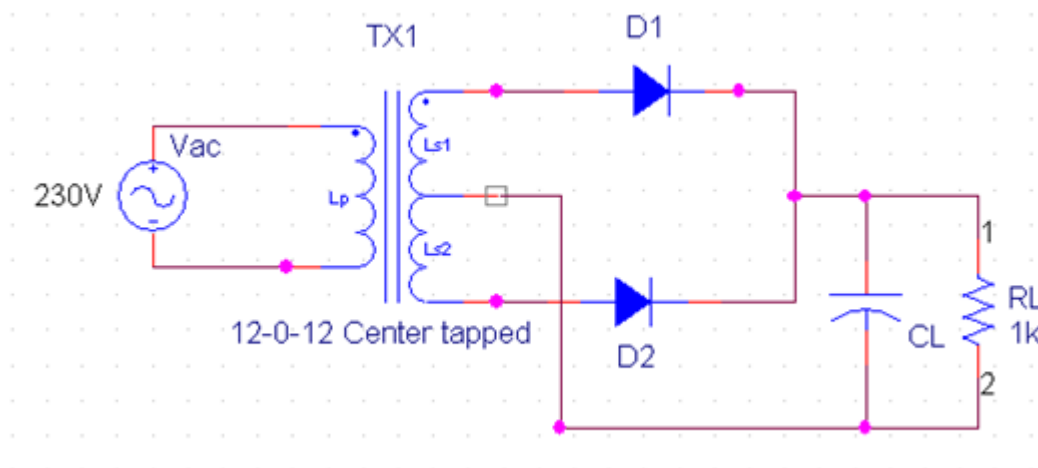 TX1
D1
Vac
230V
Lp
Ls1
Ls2
1
RL
1k
CL
2
12-0-12 Center tapped
D2